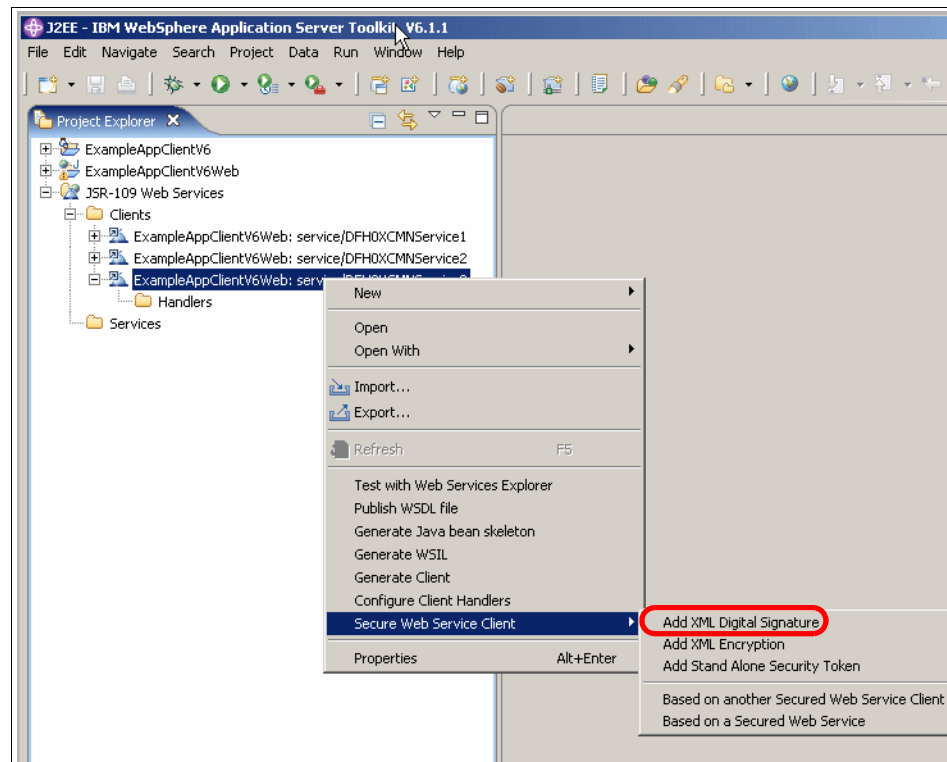 J2EE - IBM WebSphere Application Server Toolkit V6.1.1
File Edit Navigate Search Project Data Run Window Help
Project Explorer
ExampleAppClientV6
ExampleAppClientV6Web
JSR-109 Web Services
Clients
ExampleAppClientV6Web: service/DFH0XCMNService1
ExampleAppClientV6Web: service/DFH0XCMNService2
ExampleAppClientV6Web:
Handlers
Services
New
Open
Open With
Import...
Export...
Refresh F5
Test with Web Services Explorer
Publish WSDL file
Generate Java bean skeleton
Generate WSIL
Generate Client
Configure Client Handlers
Secure Web Service Client
Properties Alt+Enter
Add XML Digital Signature
Add XML Encryption
Add Stand Alone Security Token
Based on another Secured Web Service Client
Based on a Secured Web Service